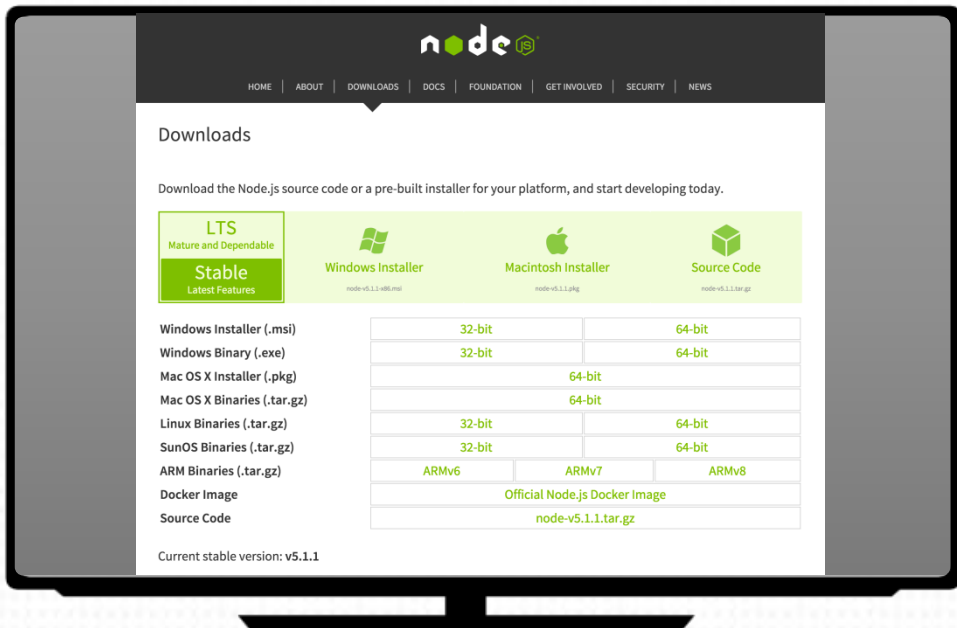 node JS
HOME | ABOUT | DOWNLOADS | DOCS | FOUNDATION | GET INVOLVED | SECURITY | NEWS
Downloads
Download the Node.js source code or a pre-built installer for your platform, and start developing today.
LTS
Mature and Dependable
Stable
Latest Features
Windows Installer
node-v5.1.1-x86.msi
Macintosh Installer
node-v5.1.1.pkg
Source Code
node-v5.1.1.tar.gz
Windows Installer (.msi) 32-bit 64-bit
Windows Binary (.exe) 32-bit 64-bit
Mac OS X Installer (.pkg) 64-bit
Mac OS X Binaries (.tar.gz) 64-bit
Linux Binaries (.tar.gz) 32-bit 64-bit
SunOS Binaries (.tar.gz) 32-bit 64-bit
ARM Binaries (.tar.gz) ARMv6 ARMv7 ARMv8
Docker Image Official Node.js Docker Image
Source Code node-v5.1.1.tar.gz
Current stable version: v5.1.1